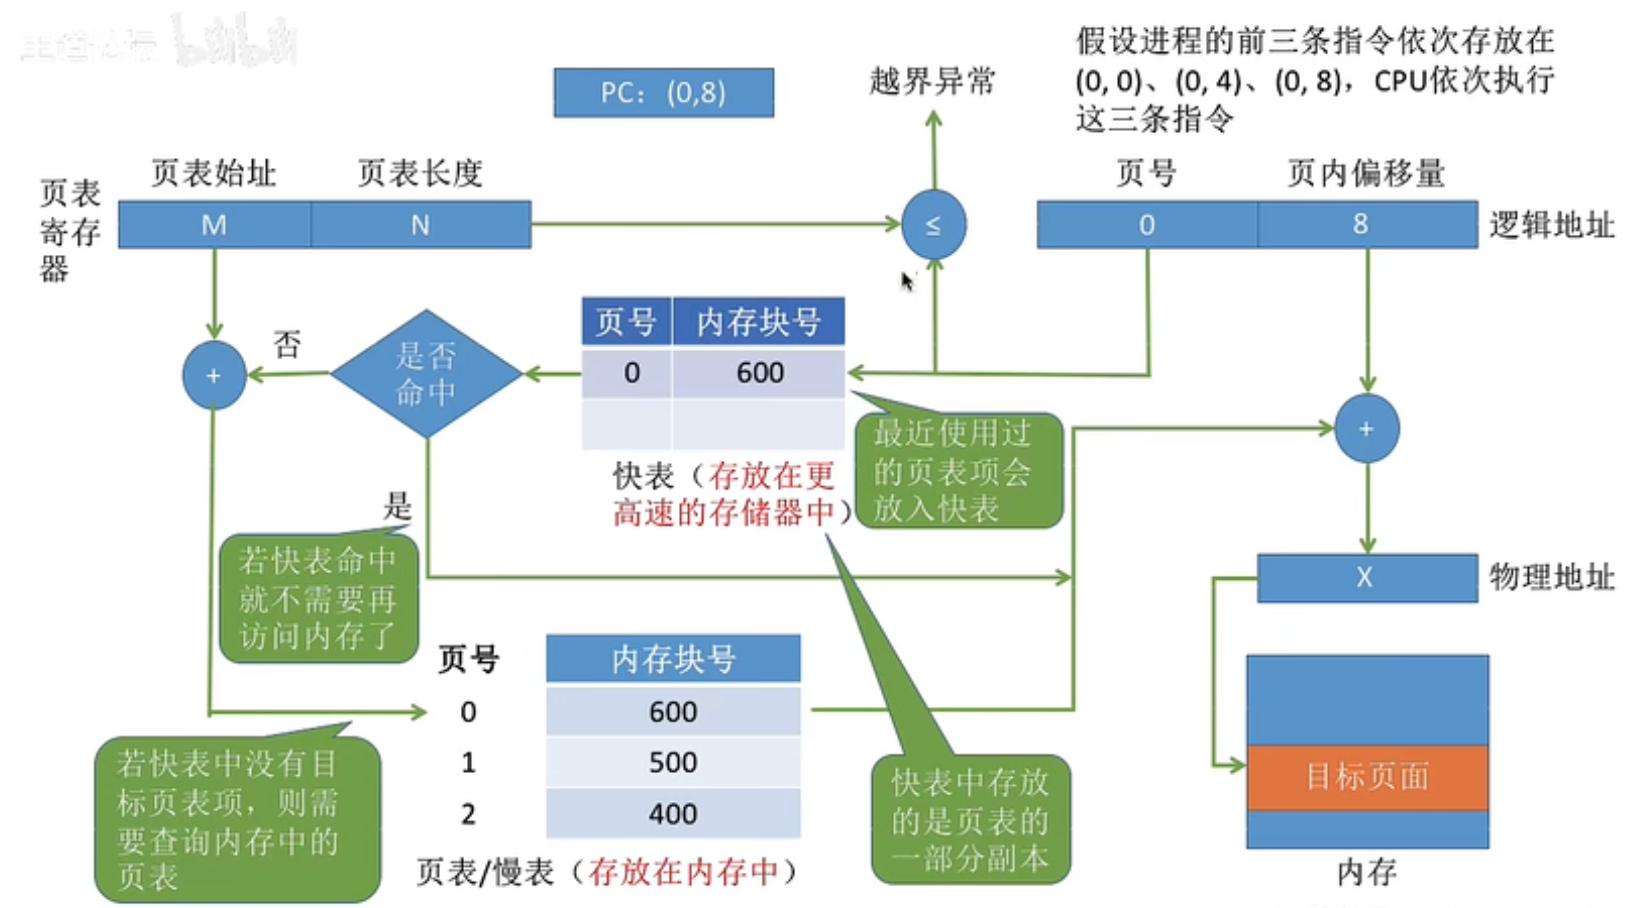 王道论坛 bilibili
假设进程的前三条指令依次存放在
(0, 0)、(0, 4)、(0, 8)，CPU依次执行
这三条指令
PC：(0,8)
越界异常
页表始址
页表长度
页号
页内偏移量
页表
寄存
器
M
N
≤
0
8
逻辑地址
页号
内存块号
0
600
是否
命中
否
+
+
最近使用过
的页表项会
放入快表
快表（存放在更
高速的存储器中）
是
若快表命中
就不需要再
访问内存了
X
物理地址
页号
内存块号
0
600
1
500
2
400
页表/慢表（存放在内存中）
若快表中没有目
标页表项，则需
要查询内存中的
页表
快表中存放
的是页表的
一部分副本
目标页面
内存